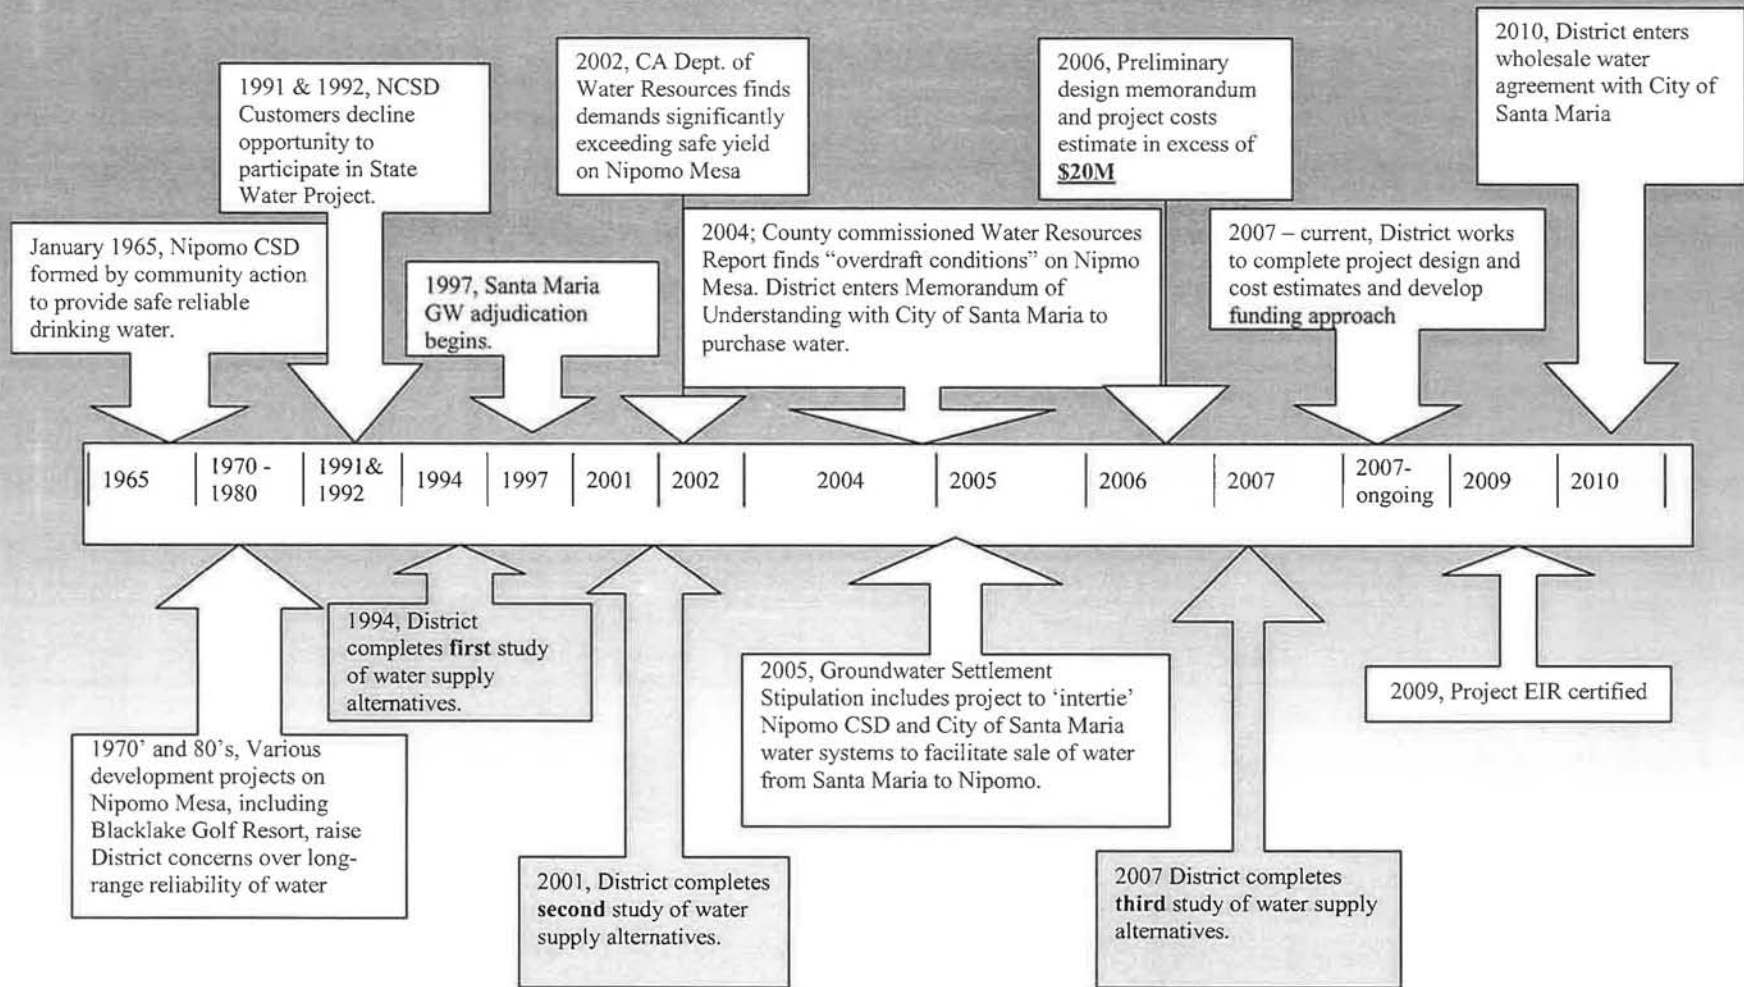 2010, District enters
wholesale water
agreement with City of
Santa Maria
2002, CA Dept. of
Water Resources finds
demands significantly
exceeding safe yield
on Nipomo Mesa
2006, Preliminary
design memorandum
and project costs
estimate in excess of
$20M
1991 & 1992, NCSD
Customers decline
opportunity to
participate in State
Water Project.
January 1965, Nipomo CSD
formed by community action
to provide safe reliable
drinking water.
1997, Santa Maria
GW adjudication
begins.
2004; County commissioned Water Resources
Report finds “overdraft conditions” on Nipmo
Mesa. District enters Memorandum of
Understanding with City of Santa Maria to
purchase water.
2007 – current, District works
to complete project design and
cost estimates and develop
funding approach
1965
1970 -
1980
1991&
1992
1994
1997
2001
2002
2004
2005
2006
2007
2007-
ongoing
2009
2010
1994, District
completes first study
of water supply
alternatives.
2005, Groundwater Settlement
Stipulation includes project to ‘intertie’
Nipomo CSD and City of Santa Maria
water systems to facilitate sale of water
from Santa Maria to Nipomo.
2009, Project EIR certified
1970’ and 80’s, Various
development projects on
Nipomo Mesa, including
Blacklake Golf Resort, raise
District concerns over long-
range reliability of water
2001, District completes
second study of water
supply alternatives.
2007 District completes
third study of water supply
alternatives.